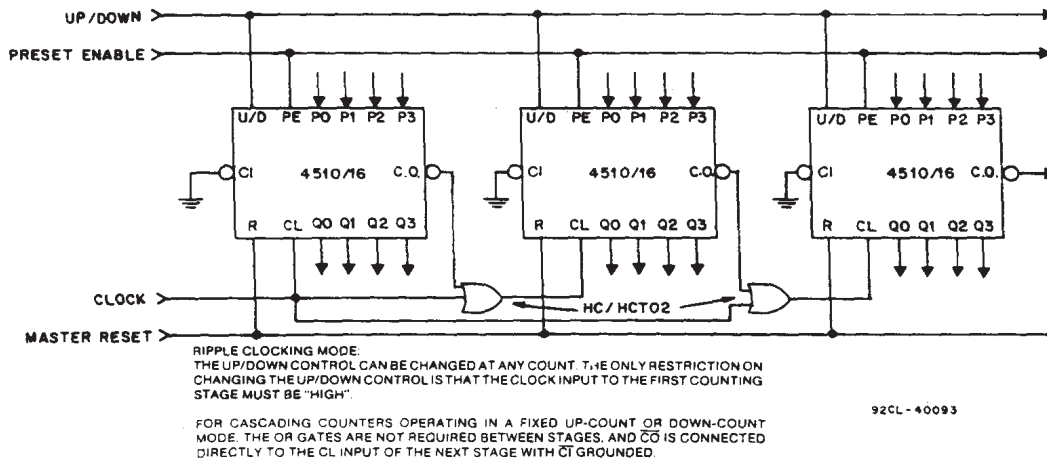 UP/DOWN
PRESET ENABLE
U/D PE P0 P1 P2 P3
U/D PE P0 P1 P2 P3
U/D PE P0 P1 P2 P3
CI 4510/16 C.O.
CI 4510/16 C.O.
CI 4510/16 C.O.
R CL Q0 Q1 Q2 Q3
R CL Q0 Q1 Q2 Q3
R CL Q0 Q1 Q2 Q3
CLOCK
HC/HCT02
MASTER RESET
RIPPLE CLOCKING MODE:
THE UP/DOWN CONTROL CAN BE CHANGED AT ANY COUNT. THE ONLY RESTRICTION ON
CHANGING THE UP/DOWN CONTROL IS THAT THE CLOCK INPUT TO THE FIRST COUNTING
STAGE MUST BE "HIGH".
92CL-40093
FOR CASCADING COUNTERS OPERATING IN A FIXED UP-COUNT OR DOWN-COUNT
MODE. THE OR GATES ARE NOT REQUIRED BETWEEN STAGES, AND C̅O̅ IS CONNECTED
DIRECTLY TO THE CL INPUT OF THE NEXT STAGE WITH C̅I̅ GROUNDED.